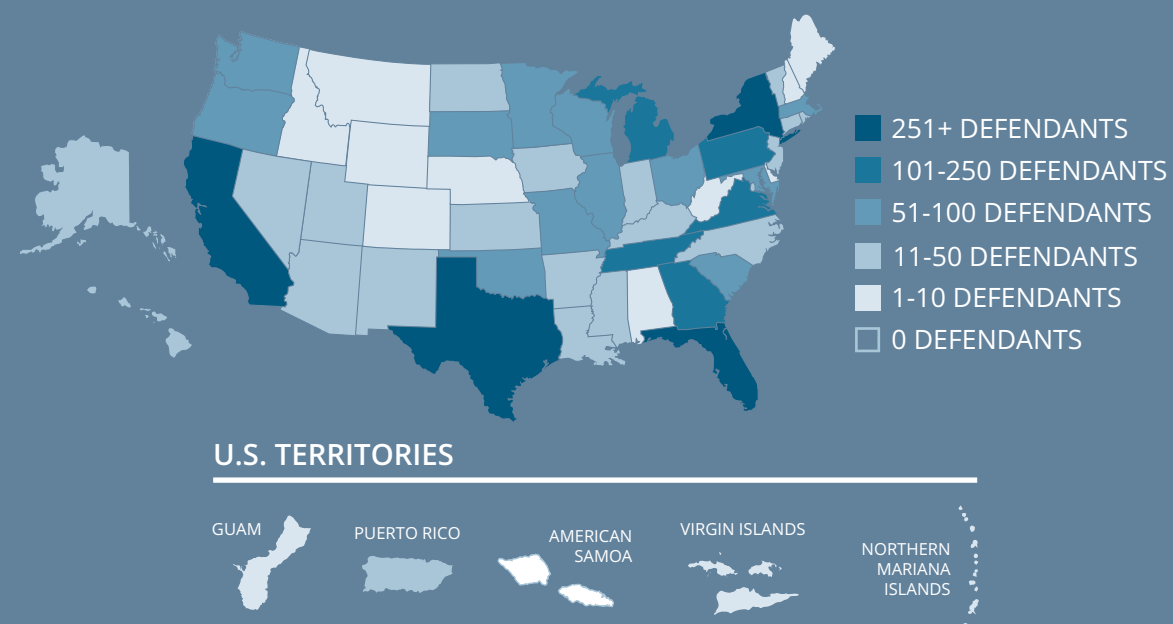 251+ DEFENDANTS
101-250 DEFENDANTS
51-100 DEFENDANTS
11-50 DEFENDANTS
1-10 DEFENDANTS
0 DEFENDANTS
U.S. TERRITORIES
GUAM
PUERTO RICO
AMERICAN
SAMOA
VIRGIN ISLANDS
NORTHERN
MARIANA
ISLANDS